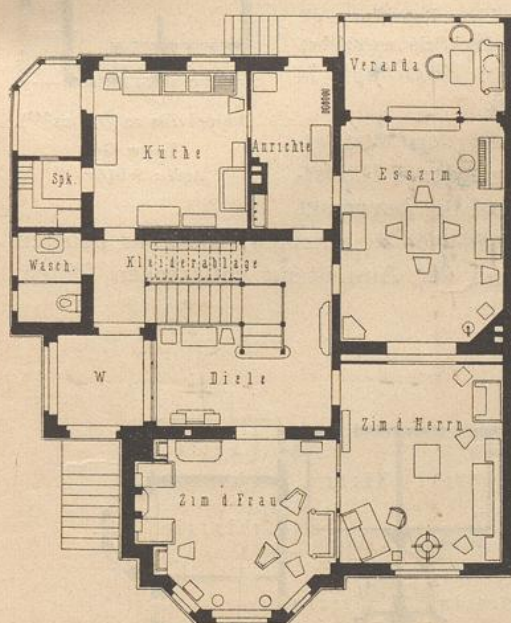 Veranda
Küche
Anrichte
Esszim.
Spk.
Wasch.
Kleiderablage
W
Diele
Zim. d. Herrn
Zim. d. Frau